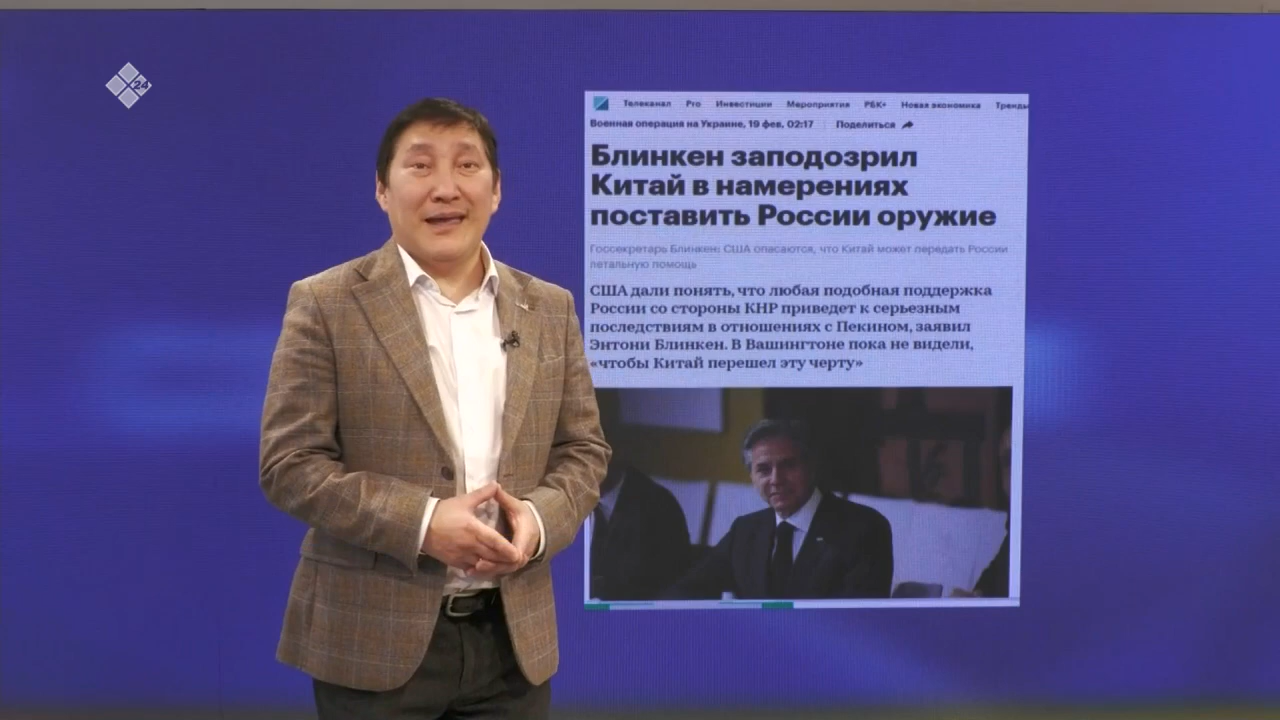 24
Телеканал Pro Инвестиции Мероприятия РБК+ Новая экономика Тренды
Военная операция на Украине, 19 фев, 02:17 Поделиться
Блинкен заподозрил
Китай в намерениях
поставить России оружие
Госсекретарь Блинкен: США опасаются, что Китай может передать России
летальную помощь
США дали понять, что любая подобная поддержка
России со стороны КНР приведет к серьезным
последствиям в отношениях с Пекином, заявил
Энтони Блинкен. В Вашингтоне пока не видели,
«чтобы Китай перешел эту черту»